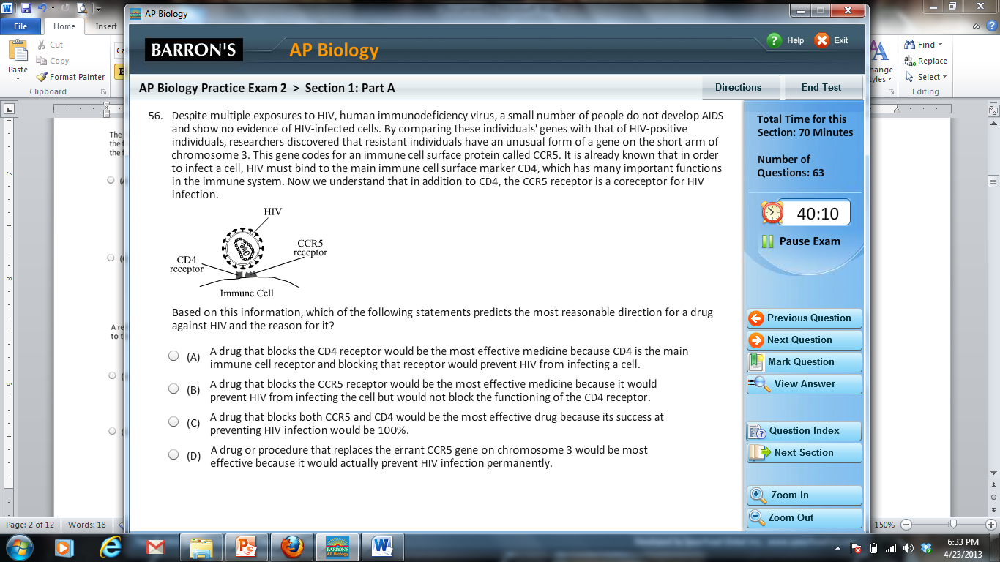 AP Biology
File
Home
Insert
Cut
Copy
Paste
Format Painter
Clipboard
Find
Replace
Select
Editing
BARRON'S
AP Biology
Help
Exit
AP Biology Practice Exam 2 > Section 1: Part A
Directions
End Test
56. Despite multiple exposures to HIV, human immunodeficiency virus, a small number of people do not develop AIDS
and show no evidence of HIV-infected cells. By comparing these individuals' genes with that of HIV-positive
individuals, researchers discovered that resistant individuals have an unusual form of a gene on the short arm of
chromosome 3. This gene codes for an immune cell surface protein called CCR5. It is already known that in order
to infect a cell, HIV must bind to the main immune cell surface marker CD4, which has many important functions
in the immune system. Now we understand that in addition to CD4, the CCR5 receptor is a coreceptor for HIV
infection.
HIV
CCR5
receptor
CD4
receptor
Immune Cell
Based on this information, which of the following statements predicts the most reasonable direction for a drug
against HIV and the reason for it?
(A) A drug that blocks the CD4 receptor would be the most effective medicine because CD4 is the main
immune cell receptor and blocking that receptor would prevent HIV from infecting a cell.
(B) A drug that blocks the CCR5 receptor would be the most effective medicine because it would
prevent HIV from infecting the cell but would not block the functioning of the CD4 receptor.
(C) A drug that blocks both CCR5 and CD4 would be the most effective drug because its success at
preventing HIV infection would be 100%.
(D) A drug or procedure that replaces the errant CCR5 gene on chromosome 3 would be most
effective because it would actually prevent HIV infection permanently.
Total Time for this
Section: 70 Minutes
Number of
Questions: 63
40:10
Pause Exam
Previous Question
Next Question
Mark Question
View Answer
Question Index
Next Section
Zoom In
Zoom Out
Page: 2 of 12
Words: 18
150%
6:33 PM
4/23/2013